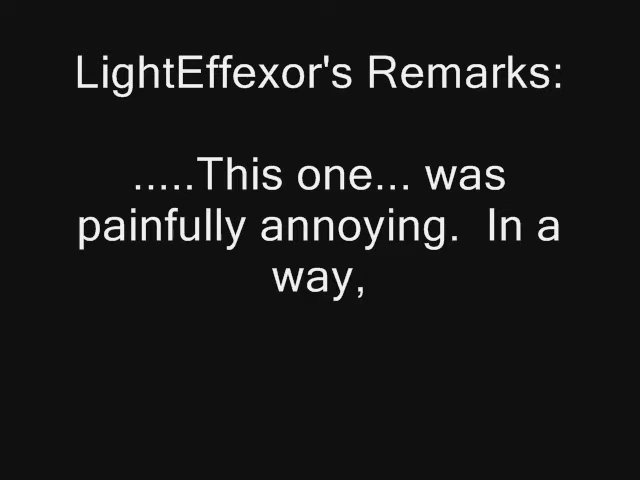 LightEffexor's Remarks:
.....This one... was
painfully annoying.  In a
way,